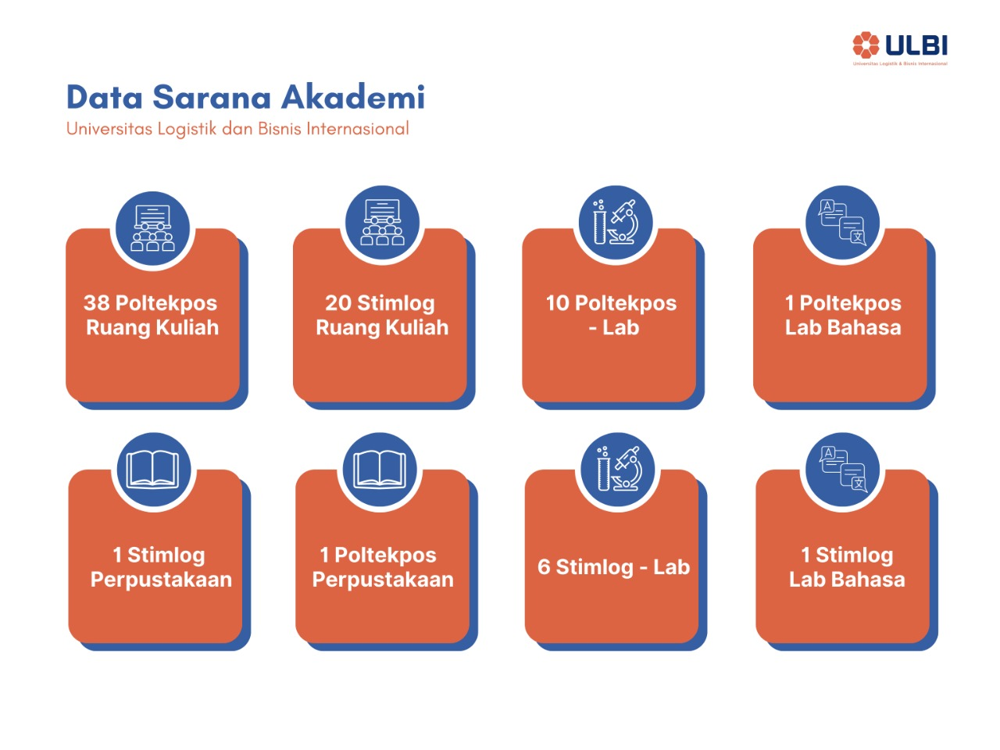 ULBI
Universitas Logistik & Bisnis Internasional
Data Sarana Akademi
Universitas Logistik dan Bisnis Internasional
38 Poltekpos
Ruang Kuliah
20 Stimlog
Ruang Kuliah
10 Poltekpos
- Lab
1 Poltekpos
Lab Bahasa
1 Stimlog
Perpustakaan
1 Poltekpos
Perpustakaan
6 Stimlog - Lab
1 Stimlog
Lab Bahasa
A
文
A
文